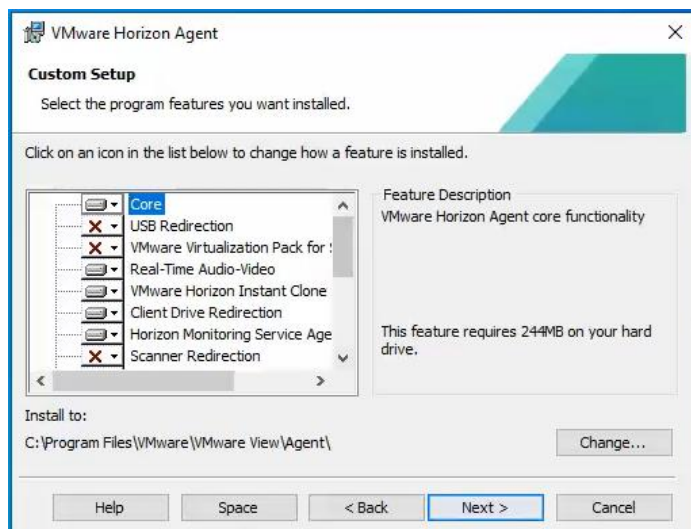 VMware Horizon Agent
Custom Setup
Select the program features you want installed.
Click on an icon in the list below to change how a feature is installed.
Core
USB Redirection
VMware Virtualization Pack for
Real-Time Audio-Video
VMware Horizon Instant Clone
Client Drive Redirection
Horizon Monitoring Service Age
Scanner Redirection
Feature Description
VMware Horizon Agent core functionality
This feature requires 244MB on your hard
drive.
Install to:
C:\Program Files\VMware\VMware View\Agent\
Change...
Help
Space
< Back
Next >
Cancel